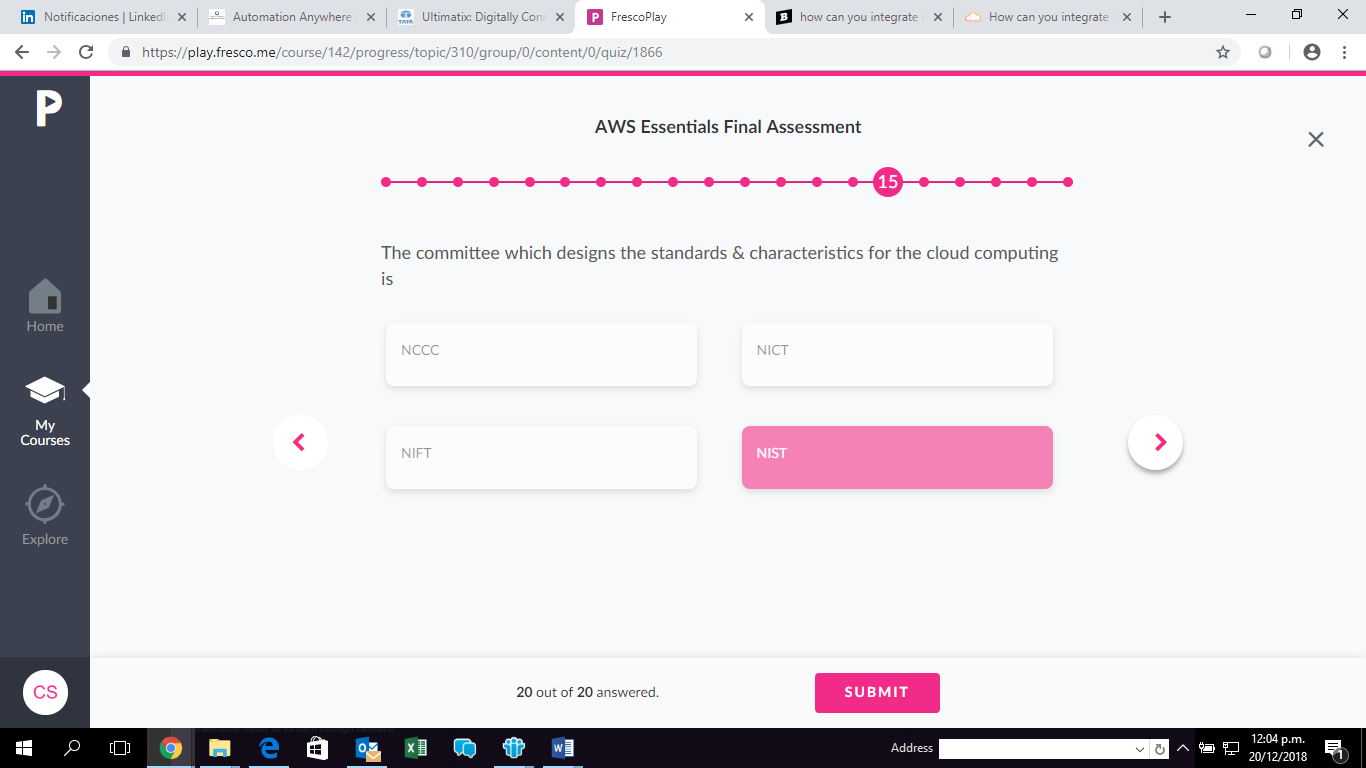 Notificaciones | LinkedI
Automation Anywhere
Ultimatix: Digitally Conn
FrescoPlay
how can you integrate
How can you integrate
https://play.fresco.me/course/142/progress/topic/310/group/0/content/0/quiz/1866
P
AWS Essentials Final Assessment
15
The committee which designs the standards & characteristics for the cloud computing
is
NCCC
NICT
NIFT
NIST
Home
My
Courses
Explore
CS
20 out of 20 answered.
SUBMIT
Address
12:04 p.m.
20/12/2018
1